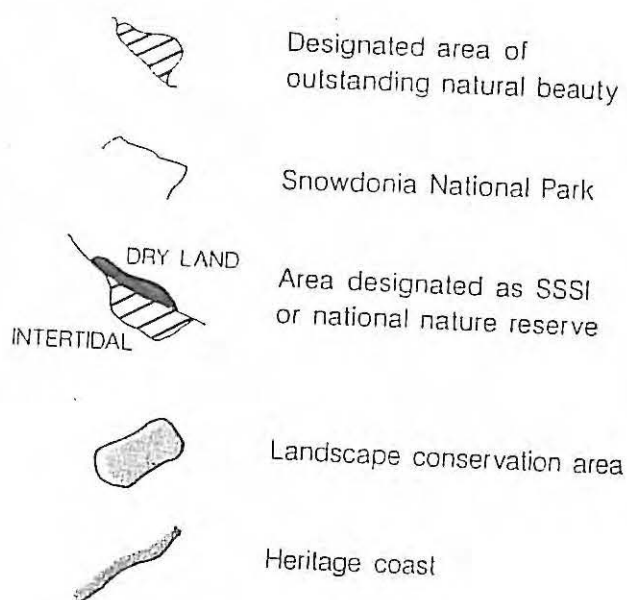 Designated area of
outstanding natural beauty
Snowdonia National Park
DRY LAND
Area designated as SSSI
or national nature reserve
INTERTIDAL
Landscape conservation area
Heritage coast